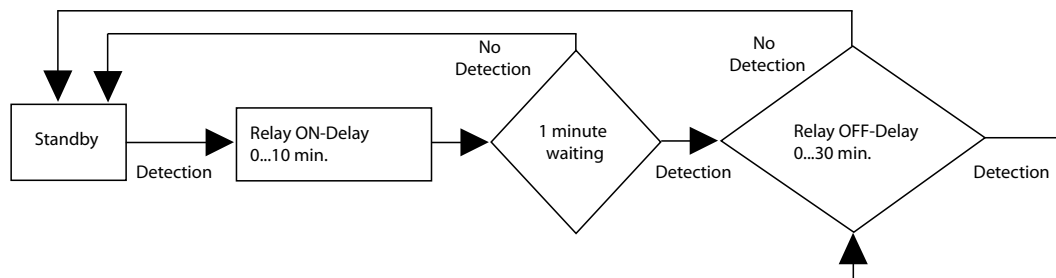 No
Detection
No
Detection
Standby
Relay ON-Delay
0...10 min.
1 minute
waiting
Relay OFF-Delay
0...30 min.
Detection
Detection
Detection